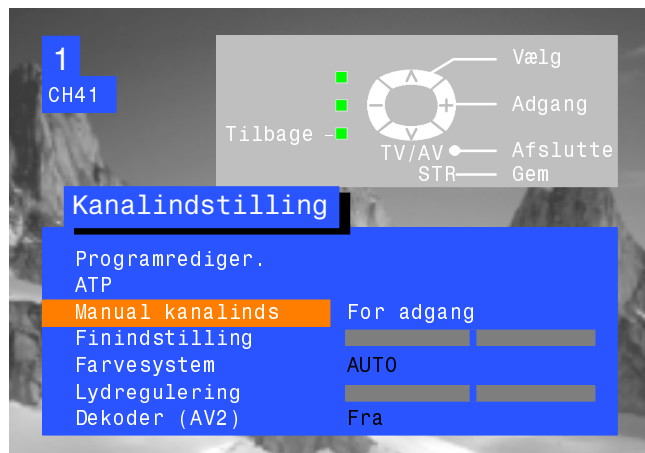 1
CH41
Vælg
Adgang
Tilbage
TV/AV Afslutte
STR Gem
Kanalindstilling
Programrediger.
ATP
Manual kanalinds For adgang
Finindstilling
Farvesystem AUTO
Lydregulering
Dekoder (AV2) Fra